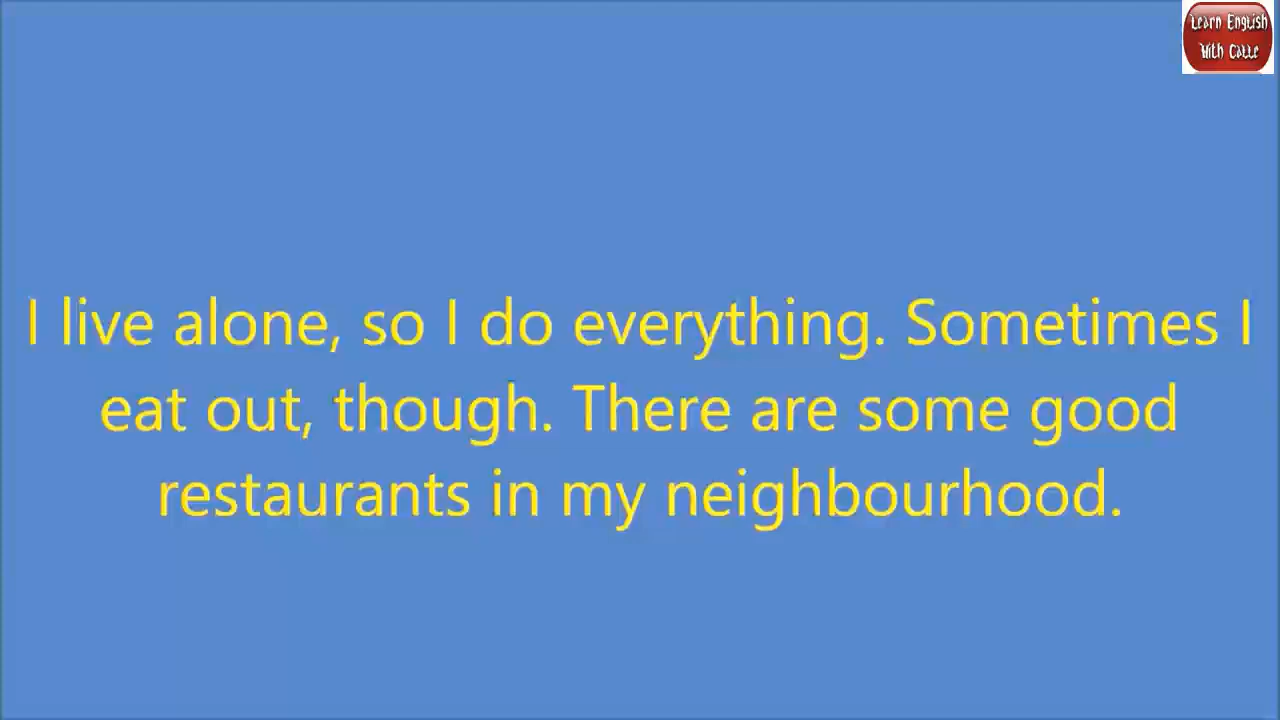 Learn English
With Calle
I live alone, so I do everything. Sometimes I
eat out, though. There are some good
restaurants in my neighbourhood.